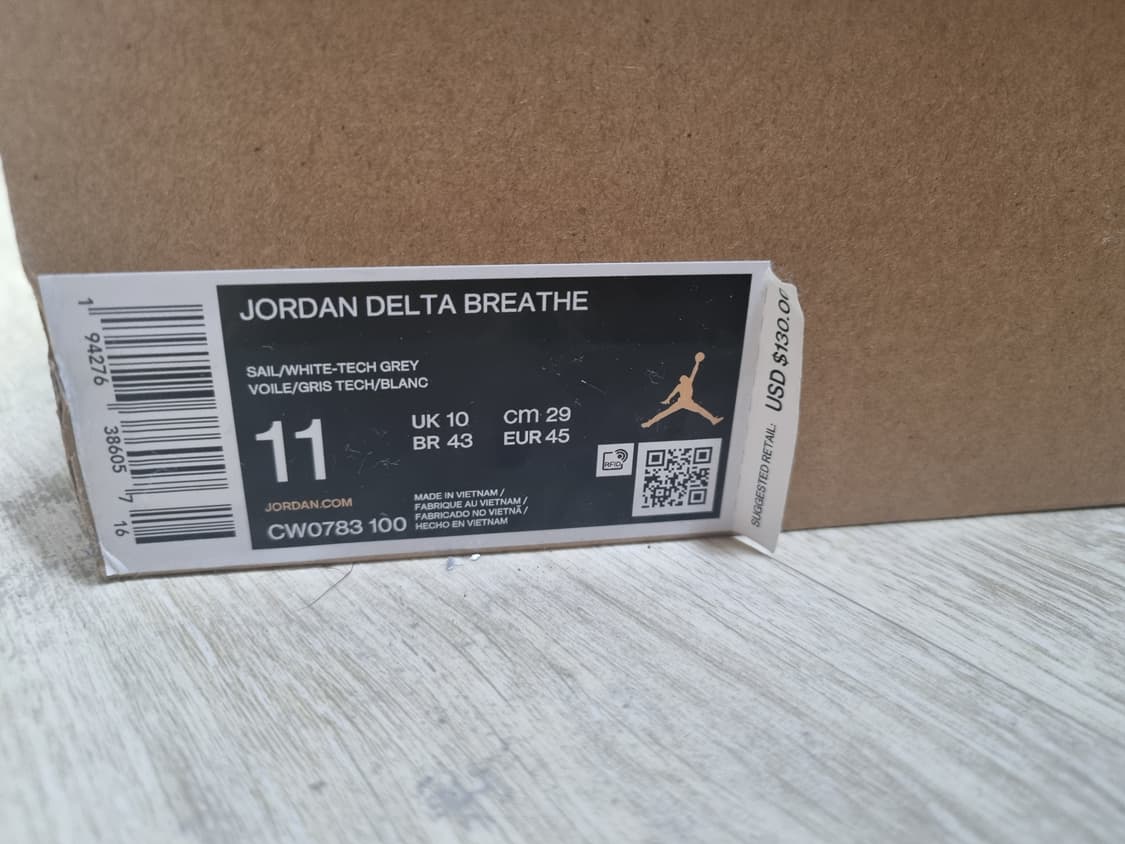 1 94276 38605 7 16
JORDAN DELTA BREATHE
SAIL/WHITE-TECH GREY
VOILE/GRIS TECH/BLANC
11
UK 10 CM 29
BR 43 EUR 45
JORDAN.COM
CW0783 100
MADE IN VIETNAM /
FABRIQUE AU VIETNAM /
FABRICADO NO VIETNÃ /
HECHO EN VIETNAM
RFID
SUGGESTED RETAIL: USD $130.00